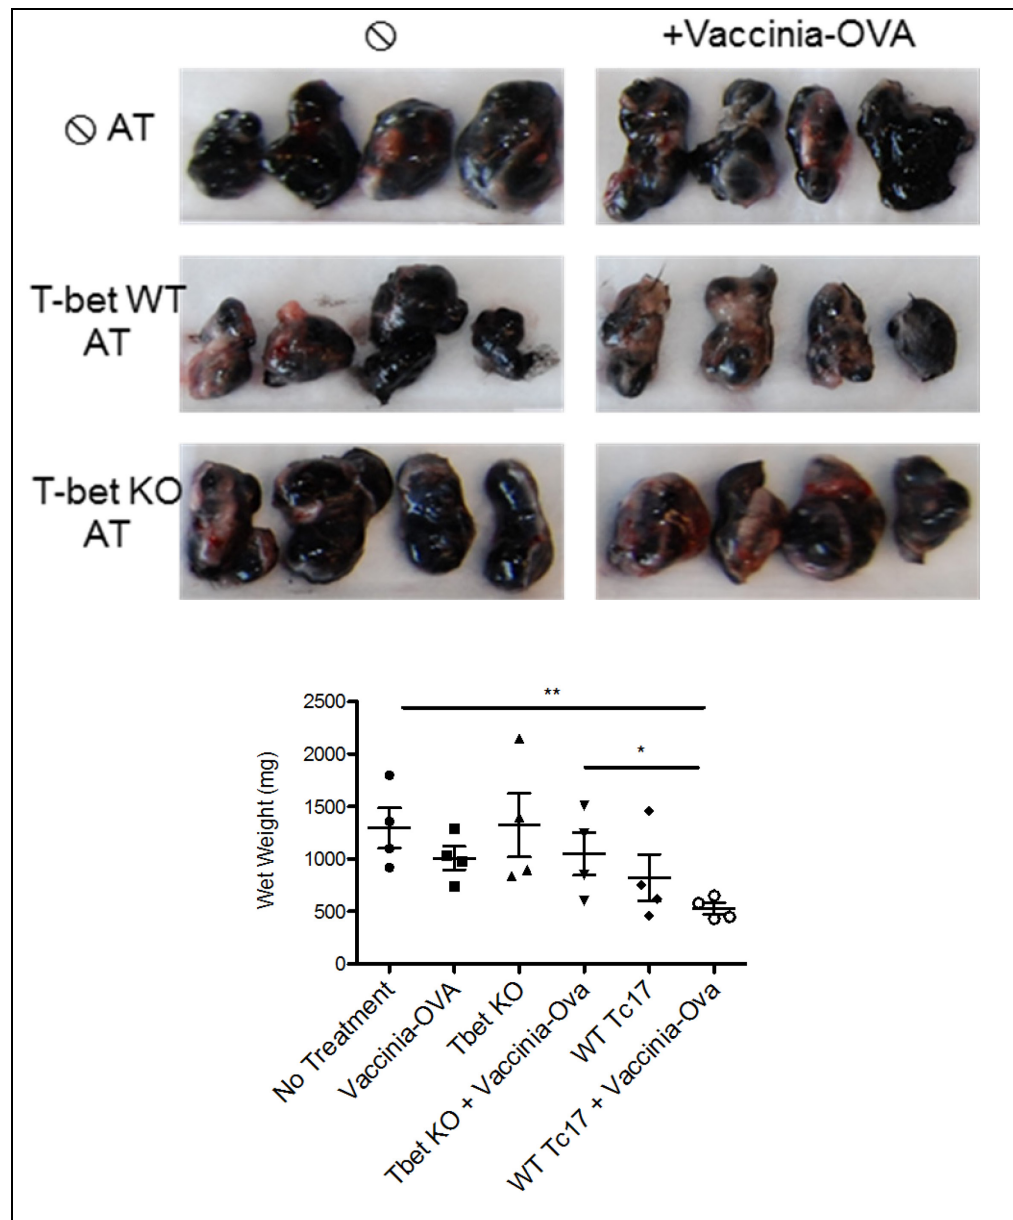 +Vaccinia-OVA
AT
T-bet WT
AT
T-bet KO
AT
**
*
2500
2000
1500
1000
500
0
Wet Weight (mg)
No Treatment
Vaccinia-OVA
Tbet KO
Tbet KO + Vaccinia-Ova
WT Tc17
WT Tc17 + Vaccinia-Ova